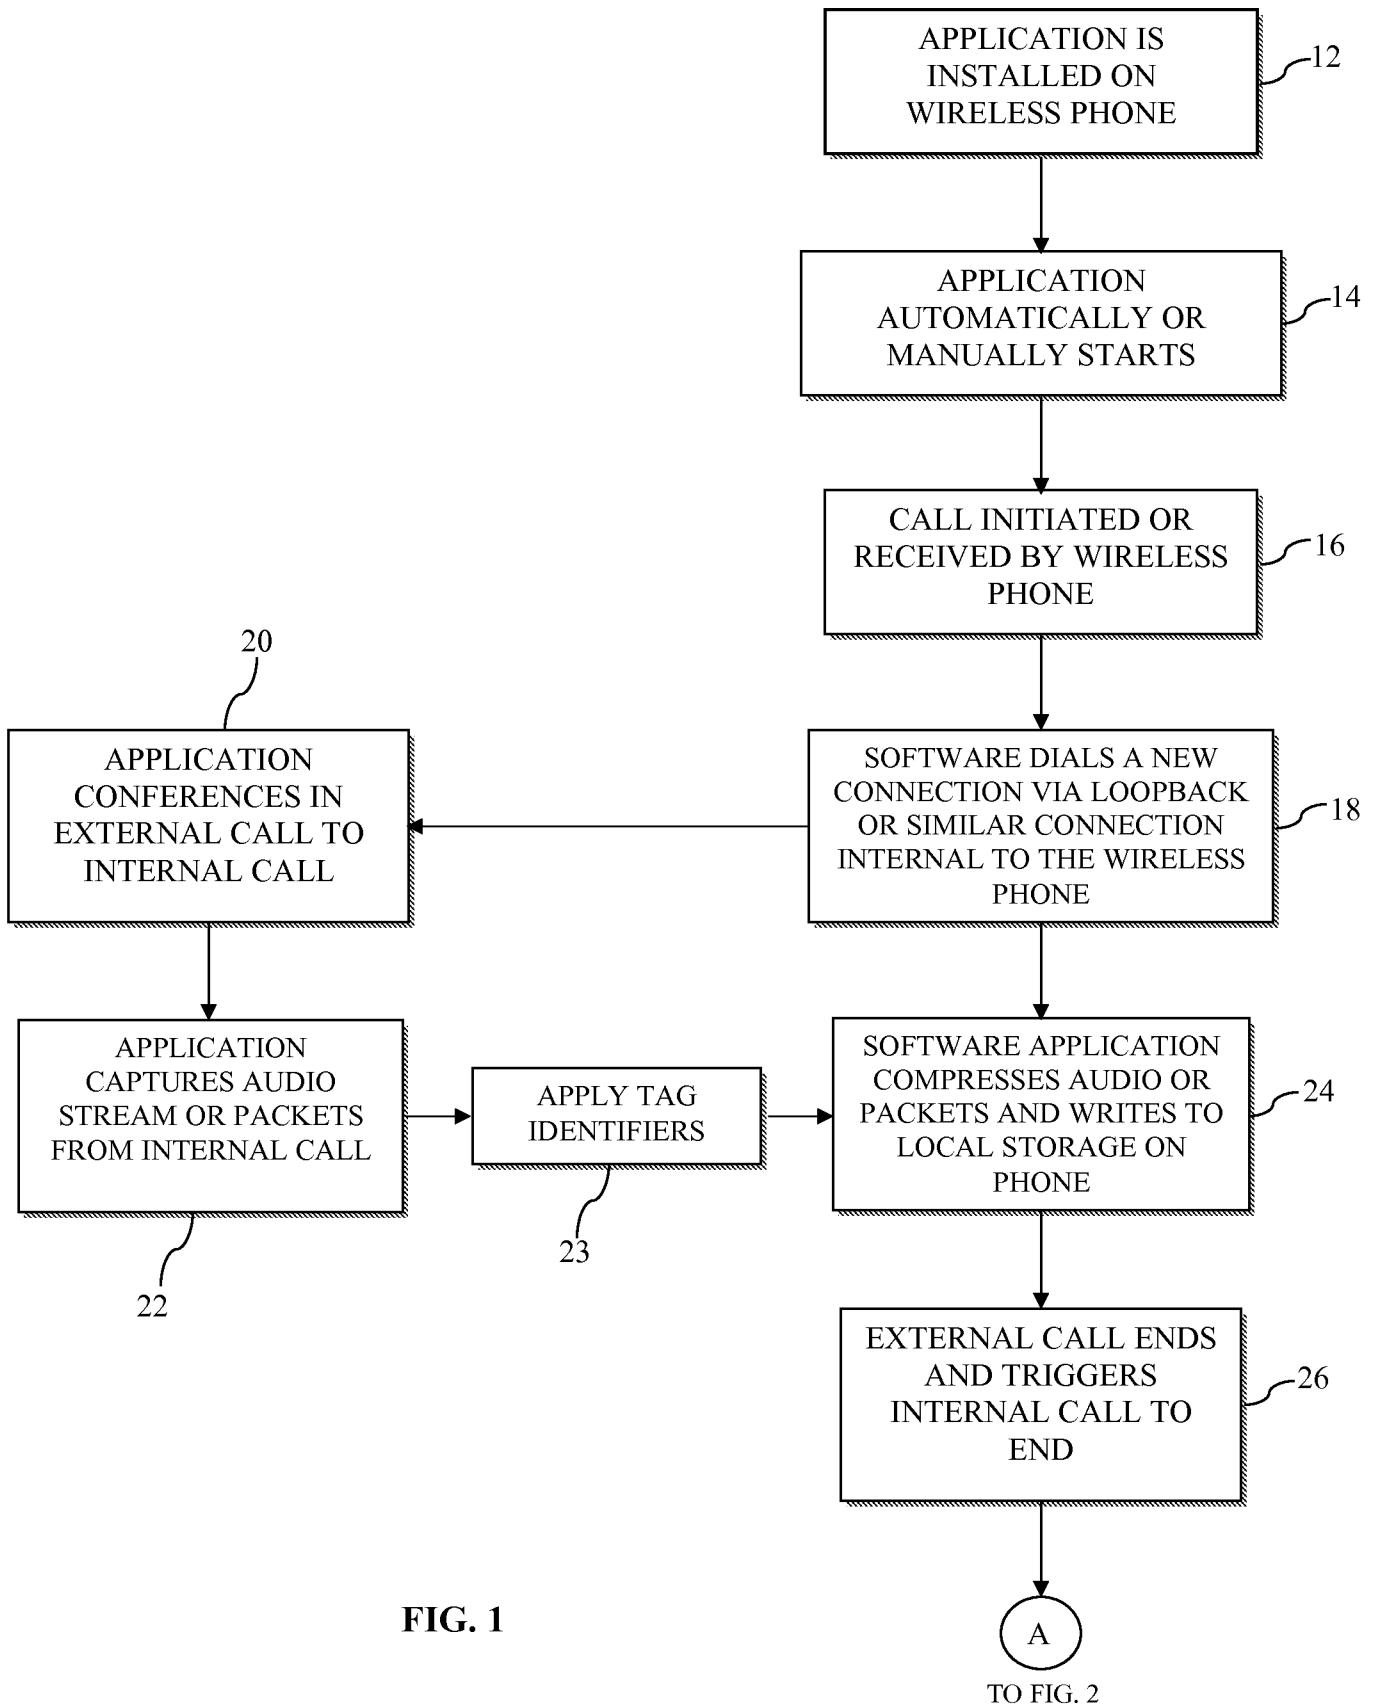 APPLICATION IS
INSTALLED ON
WIRELESS PHONE
12
APPLICATION
AUTOMATICALLY OR
MANUALLY STARTS
14
CALL INITIATED OR
RECEIVED BY WIRELESS
PHONE
16
SOFTWARE DIALS A NEW
CONNECTION VIA LOOPBACK
OR SIMILAR CONNECTION
INTERNAL TO THE WIRELESS
PHONE
18
20
APPLICATION
CONFERENCES IN
EXTERNAL CALL TO
INTERNAL CALL
APPLICATION
CAPTURES AUDIO
STREAM OR PACKETS
FROM INTERNAL CALL
22
APPLY TAG
IDENTIFIERS
23
SOFTWARE APPLICATION
COMPRESSES AUDIO OR
PACKETS AND WRITES TO
LOCAL STORAGE ON
PHONE
24
EXTERNAL CALL ENDS
AND TRIGGERS
INTERNAL CALL TO
END
26
A
TO FIG. 2
FIG. 1